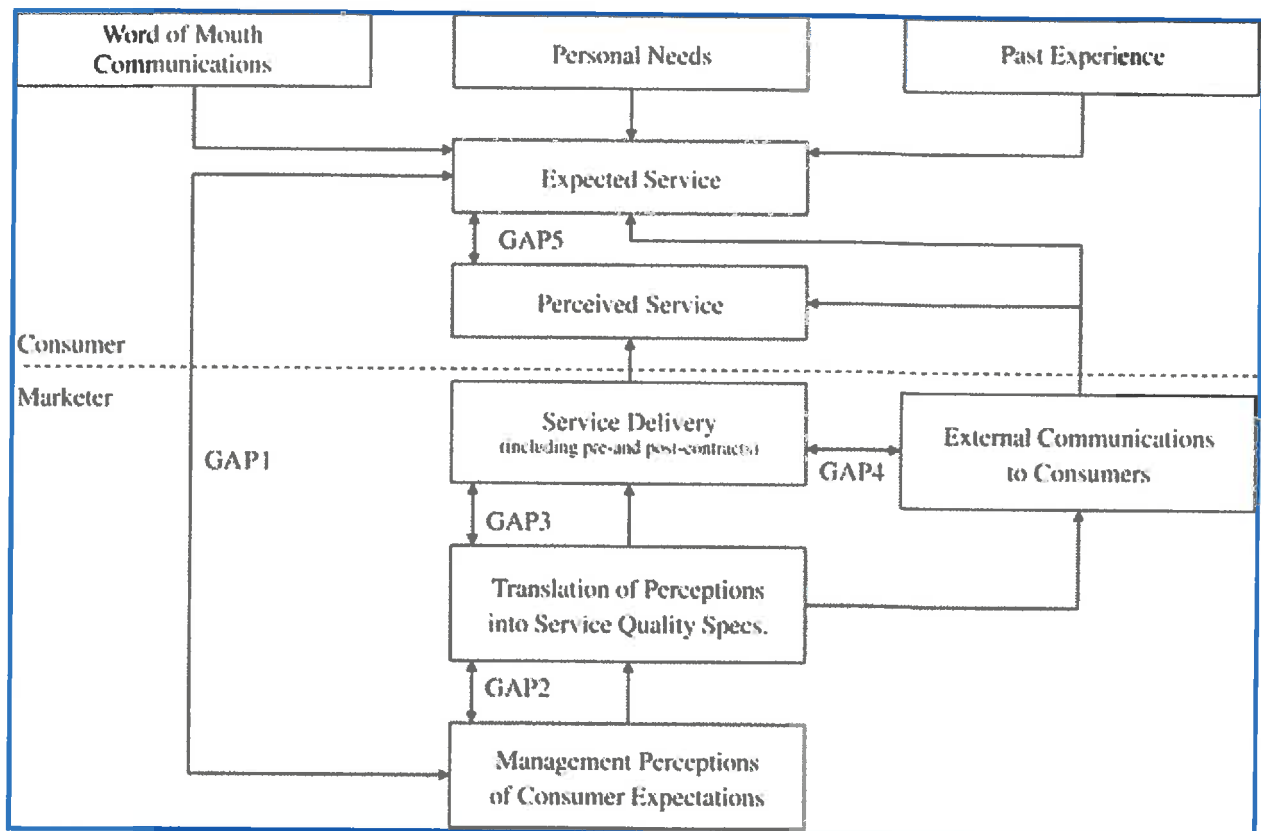 Word of Mouth
Communications
Personal Needs
Past Experience
Expected Service
GAP5
Perceived Service
Consumer
Marketer
Service Delivery
(including pre-and post-contracts)
External Communications
to Consumers
GAP1
GAP4
GAP3
Translation of Perceptions
into Service Quality Specs.
GAP2
Management Perceptions
of Consumer Expectations